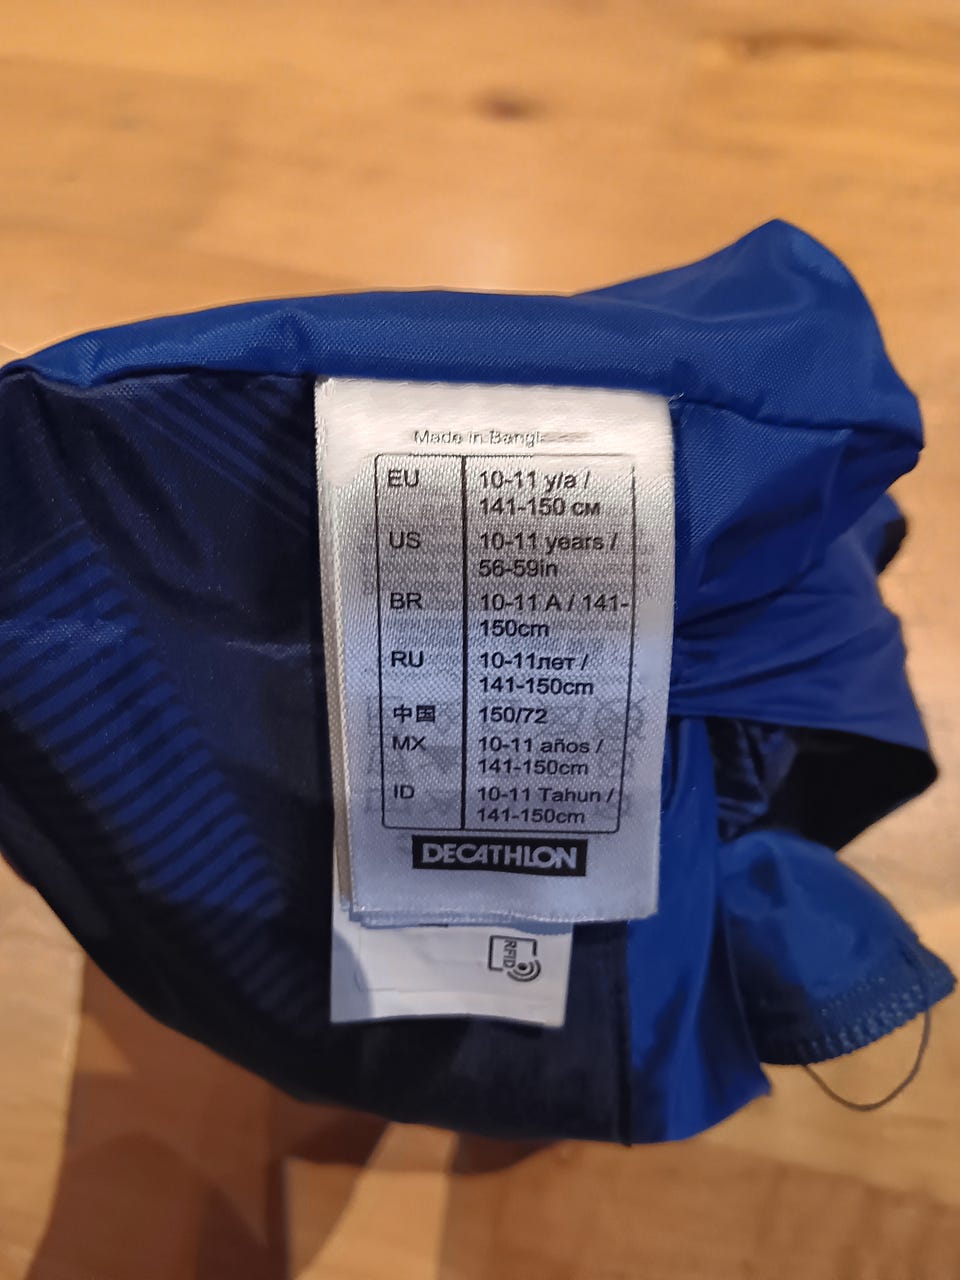 Made in
EU 10-11 y/a /
141-150 см
US 10-11 years /
56-59in
BR 10-11 A / 141-
150cm
RU 10-11лет /
141-150cm
中国 150/72
MX 10-11 años /
141-150cm
ID 10-11 Tahun /
141-150cm
DECATHLON
RFID